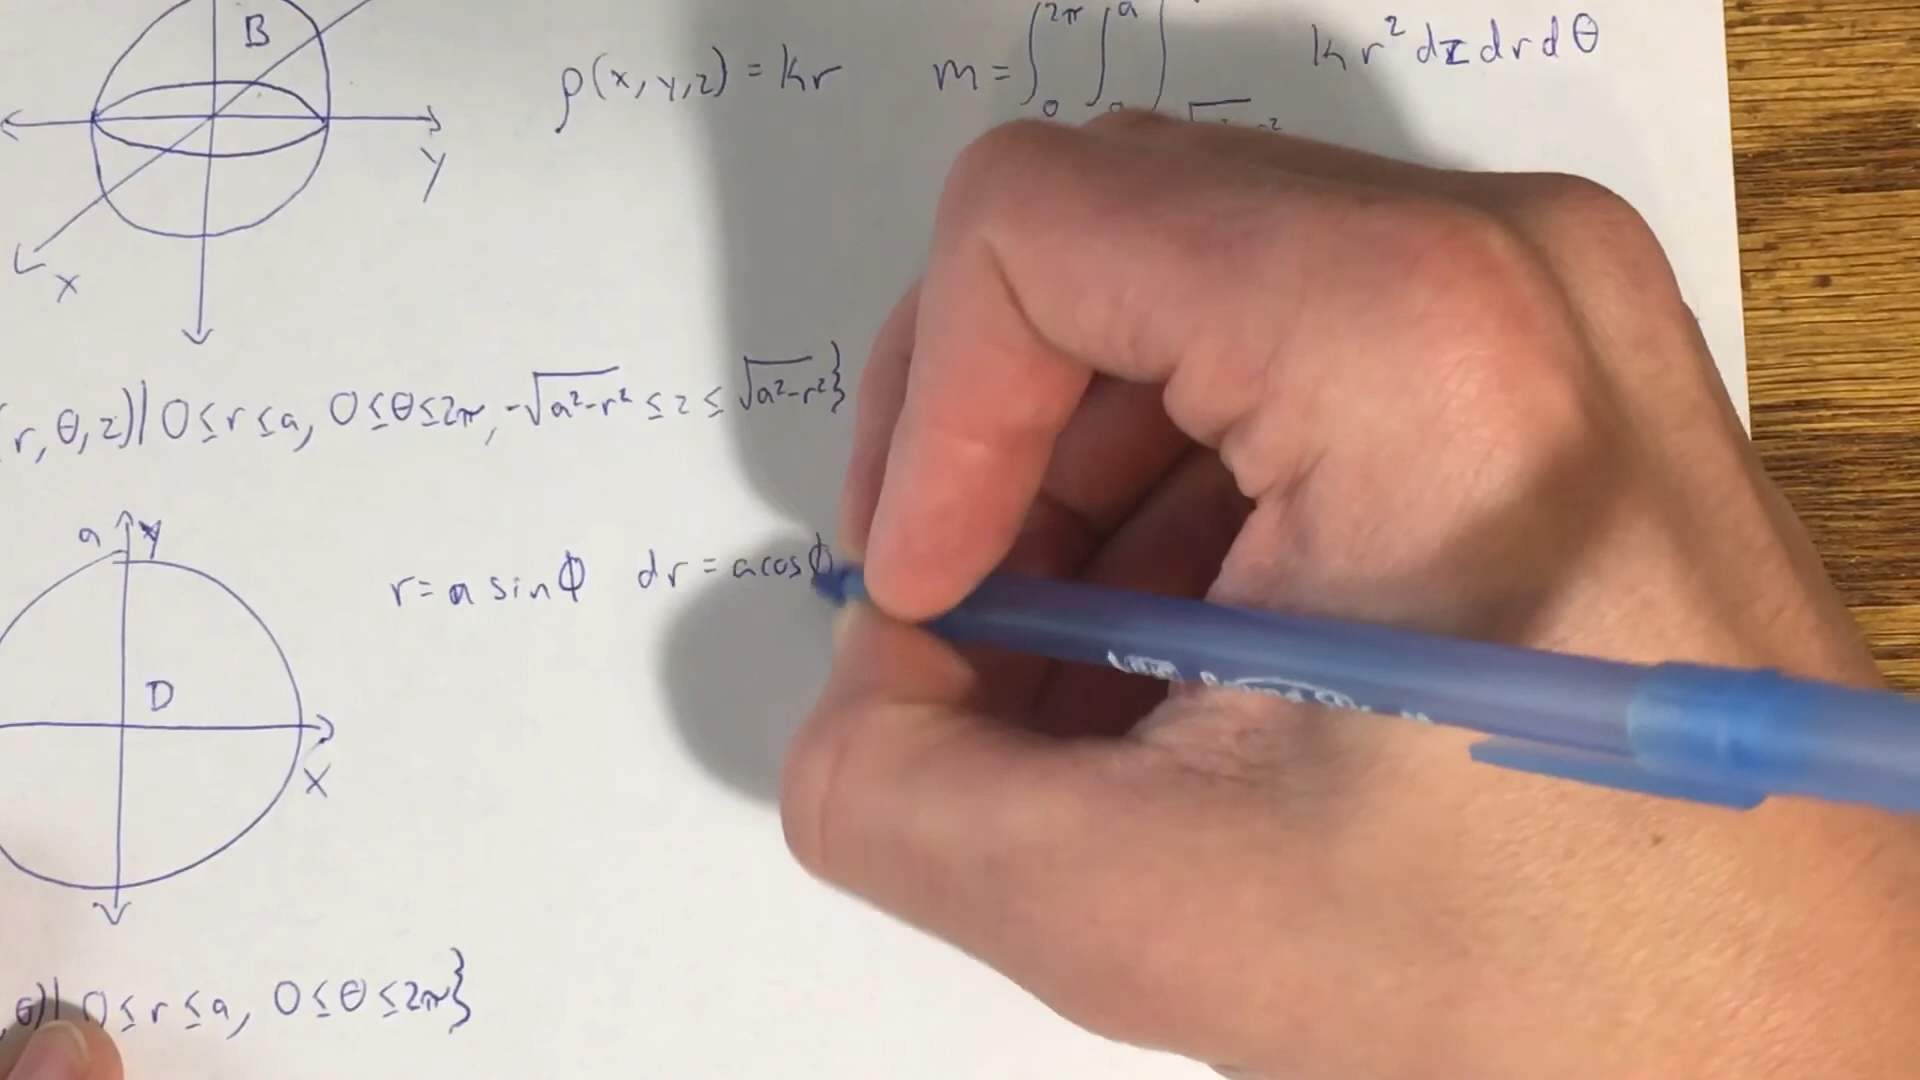 B
ρ(x, y, z) = kr
m = ∫₀^2π ∫₀^a ∫ kr² dz dr dθ
y
x
r, θ, z) | 0 ≤ r ≤ a, 0 ≤ θ ≤ 2π, -√a²-r² ≤ z ≤ √a²-r² }
a y
r = a sin ϕ dr = a cos ϕ
D
x
, θ) | 0 ≤ r ≤ a, 0 ≤ θ ≤ 2π }